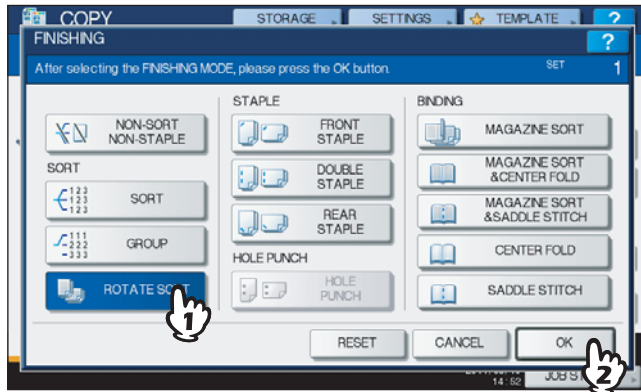 COPY
STORAGE
SETTINGS
TEMPLATE
?
FINISHING
?
After selecting the FINISHING MODE, please press the OK button.
SET
1
NON-SORT
NON-STAPLE
SORT
123
123
123
SORT
111
222
333
GROUP
ROTATE SORT
1
STAPLE
FRONT
STAPLE
DOUBLE
STAPLE
REAR
STAPLE
HOLE PUNCH
HOLE
PUNCH
BINDING
MAGAZINE SORT
MAGAZINE SORT
&CENTER FOLD
MAGAZINE SORT
&SADDLE STITCH
CENTER FOLD
SADDLE STITCH
RESET
CANCEL
OK
2
14:52
JOB ST